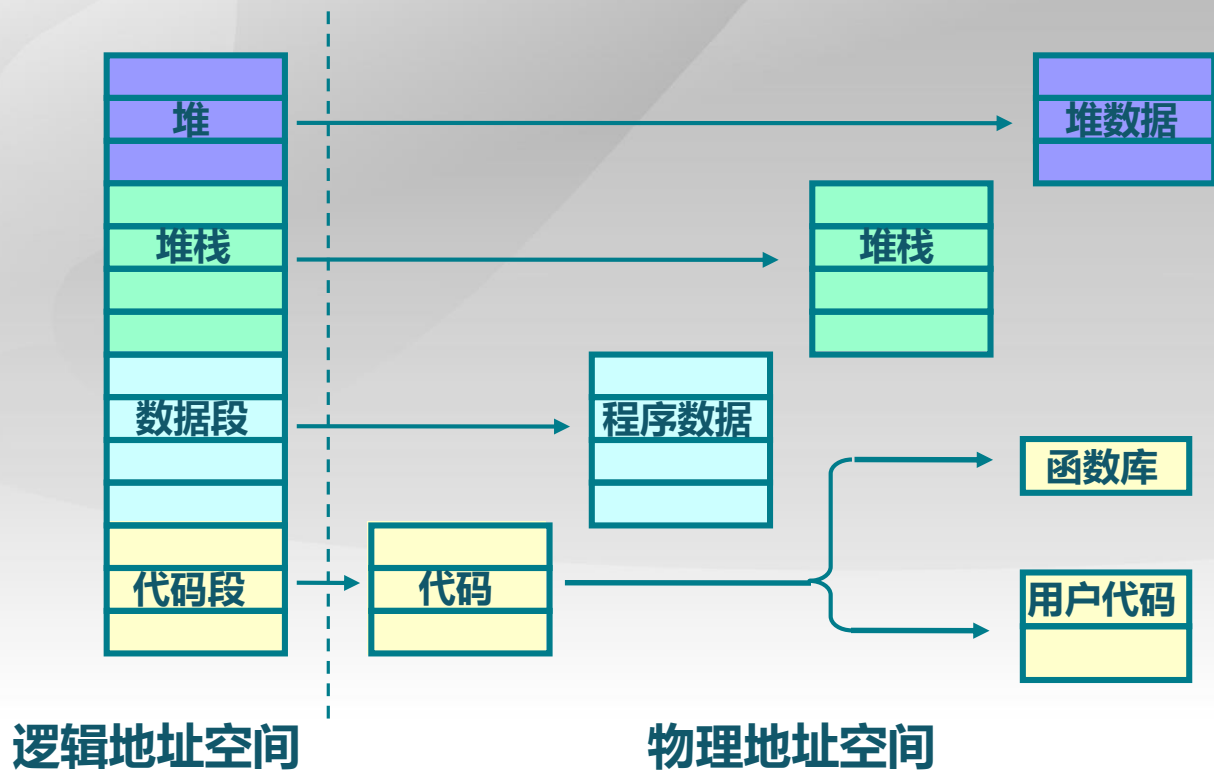 堆
堆数据
堆栈
堆栈
数据段
程序数据
函数库
代码段
代码
用户代码
逻辑地址空间
物理地址空间